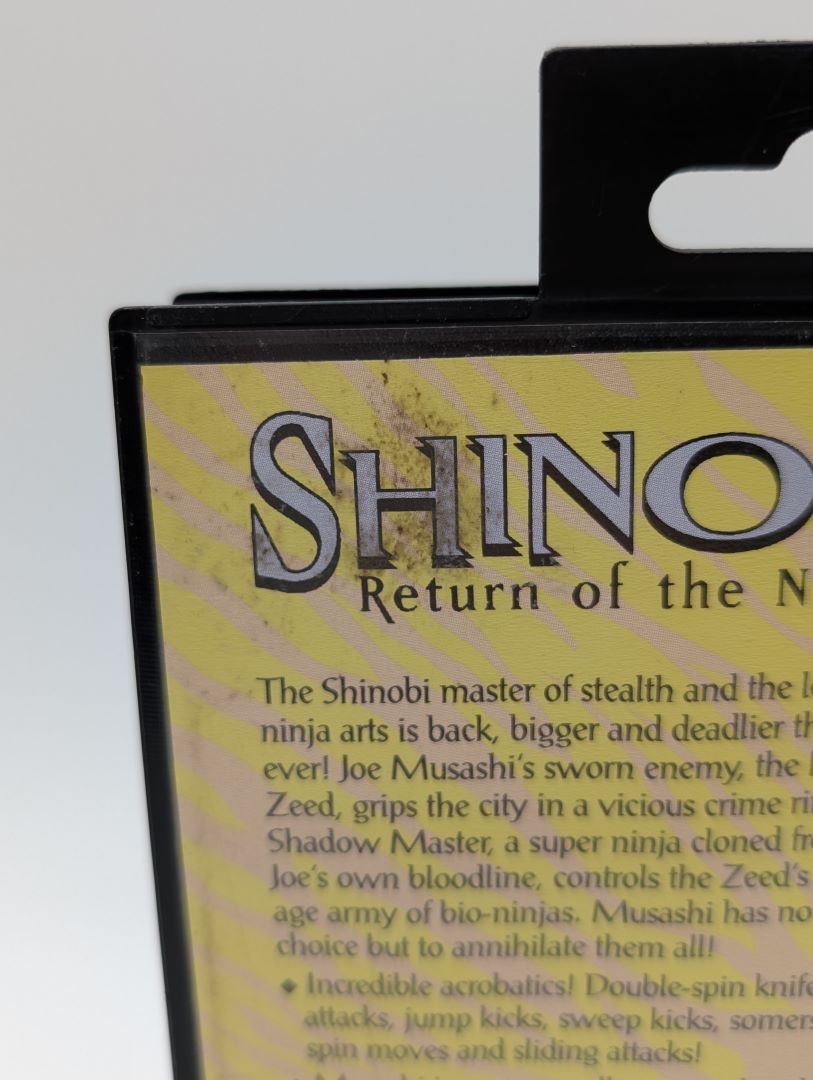 SHINO
Return of the N
The Shinobi master of stealth and the
ninja arts is back, bigger and deadlier
ever! Joe Musashi's sworn enemy, the
Zeed, grips the city in a vicious crime
Shadow Master, a super ninja cloned
Joe's own bloodline, controls the Zeed's
age army of bio-ninjas. Musashi has no
choice but to annihilate them all!
◆ Incredible acrobatics! Double-spin knife
attacks, jump kicks, sweep kicks, somers
spin moves and sliding attacks!